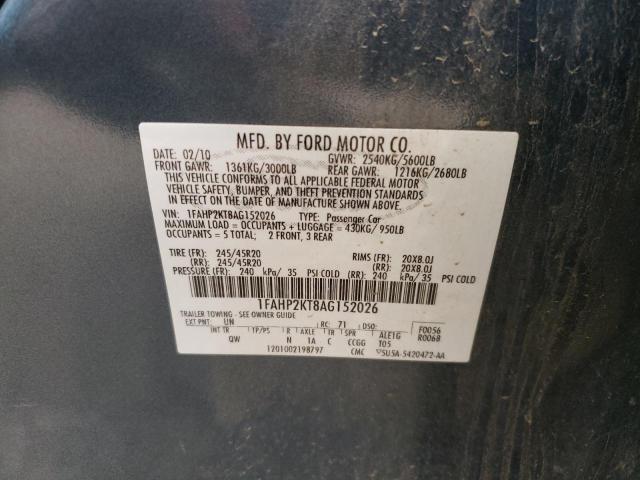 MFD. BY FORD MOTOR CO.
DATE: 02/10 GVWR: 2540KG/5600LB
FRONT GAWR: 1361KG/3000LB REAR GAWR: 1216KG/2680LB
THIS VEHICLE CONFORMS TO ALL APPLICABLE FEDERAL MOTOR
VEHICLE SAFETY, BUMPER, AND THEFT PREVENTION STANDARDS
IN EFFECT ON THE DATE OF MANUFACTURE SHOWN ABOVE.
VIN: 1FAHP2KT8AG152026 TYPE: Passenger Car
MAXIMUM LOAD = OCCUPANTS + LUGGAGE = 430KG/ 950LB
OCCUPANTS = 5 TOTAL: 2 FRONT, 3 REAR
TIRE (FR): 245/45R20 RIMS (FR): 20X8.0J
(RR): 245/45R20 (RR): 20X8.0J
PRESSURE (FR): 240 kPa/ 35 PSI COLD (RR): 240 kPa/ 35 PSI COLD
1FAHP2KT8AG152026
TRAILER TOWING - SEE OWNER GUIDE
EXT PNT: UN RC: 71 DSO: F0056
R0068
INT TR TP/PS R AXLE TR SPR ALE1G
QW N 1A C CCGG T05
1201002198797 CMC 5U5A-5420472-AA